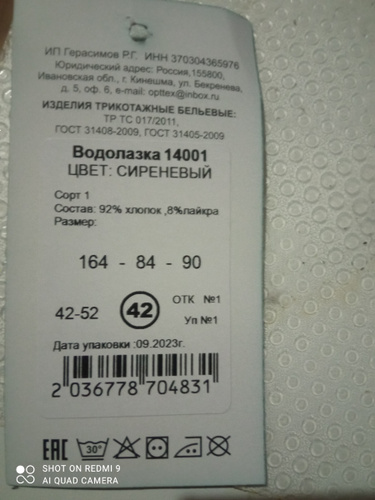 ИП Герасимов Р.Г. ИНН 370304365976
Юридический адрес: Россия,155800,
Ивановская обл., г. Кинешма, ул. Бекренева,
д. 5, оф. 6, e-mail: opttex@inbox.ru
ИЗДЕЛИЯ ТРИКОТАЖНЫЕ БЕЛЬЕВЫЕ:
ТР ТС 017/2011,
ГОСТ 31408-2009, ГОСТ 31405-2009
Водолазка 14001
ЦВЕТ: СИРЕНЕВЫЙ
Сорт 1
Состав: 92% хлопок ,8%лайкра
Размер:
164 - 84 - 90
42-52 42 ОТК №1
Уп №1
Дата упаковки :09.2023г.
2 036778 704831
EAC 30°
SHOT ON REDMI 9
AI QUAD CAMERA